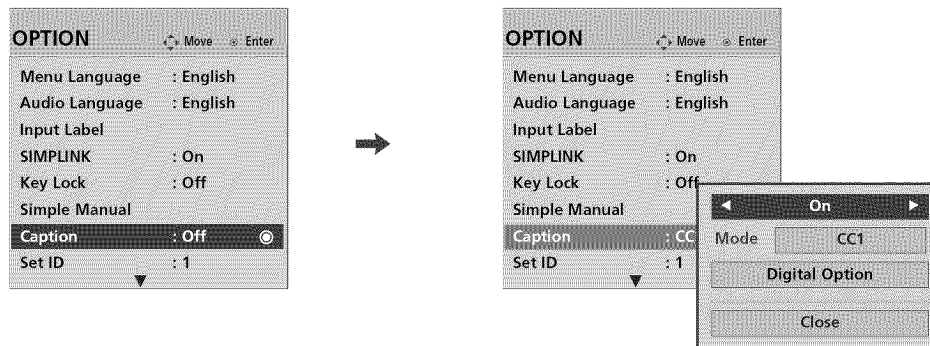 OPTION
Move Enter
Menu Language : English
Audio Language : English
Input Label
SIMPLINK : On
Key Lock : Off
Simple Manual
Caption : Off
Set ID : 1
OPTION
Move Enter
Menu Language : English
Audio Language : English
Input Label
SIMPLINK : On
Key Lock : Off
Simple Manual
Caption : CC
Set ID : 1
On
Mode CC1
Digital Option
Close